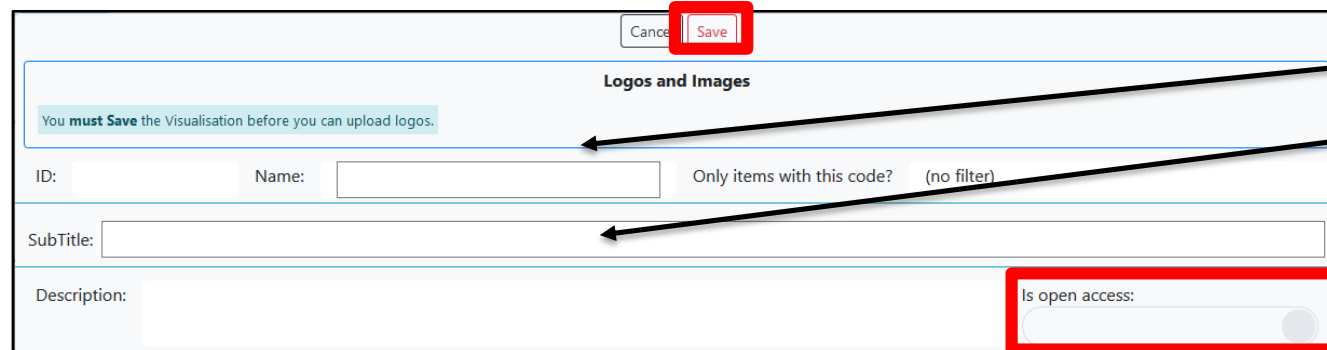 Cance Save
Logos and Images
You must Save the Visualisation before you can upload logos.
ID: Name: Only items with this code? (no filter)
SubTitle:
Description: Is open access: